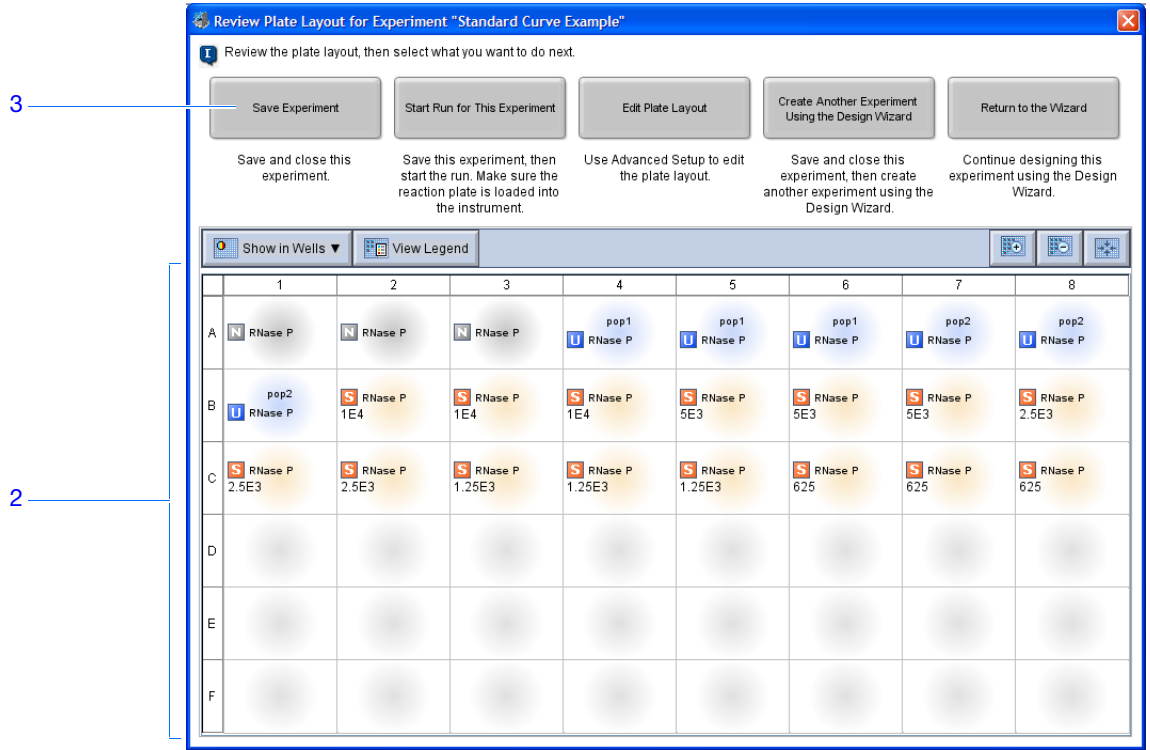 Review Plate Layout for Experiment "Standard Curve Example"
Review the plate layout, then select what you want to do next.
3
Save Experiment
Start Run for This Experiment
Edit Plate Layout
Create Another Experiment
Using the Design Wizard
Return to the Wizard
Save and close this
experiment.
Save this experiment, then
start the run. Make sure the
reaction plate is loaded into
the instrument.
Use Advanced Setup to edit
the plate layout.
Save and close this
experiment, then create
another experiment using the
Design Wizard.
Continue designing this
experiment using the Design
Wizard.
Show in Wells ▼ View Legend
2
1 2 3 4 5 6 7 8
A
N RNase P
N RNase P
N RNase P
pop1
U RNase P
pop1
U RNase P
pop1
U RNase P
pop2
U RNase P
pop2
U RNase P
B
pop2
U RNase P
S RNase P
1E4
S RNase P
1E4
S RNase P
1E4
S RNase P
5E3
S RNase P
5E3
S RNase P
5E3
S RNase P
2.5E3
C
S RNase P
2.5E3
S RNase P
2.5E3
S RNase P
1.25E3
S RNase P
1.25E3
S RNase P
1.25E3
S RNase P
625
S RNase P
625
S RNase P
625
D
E
F